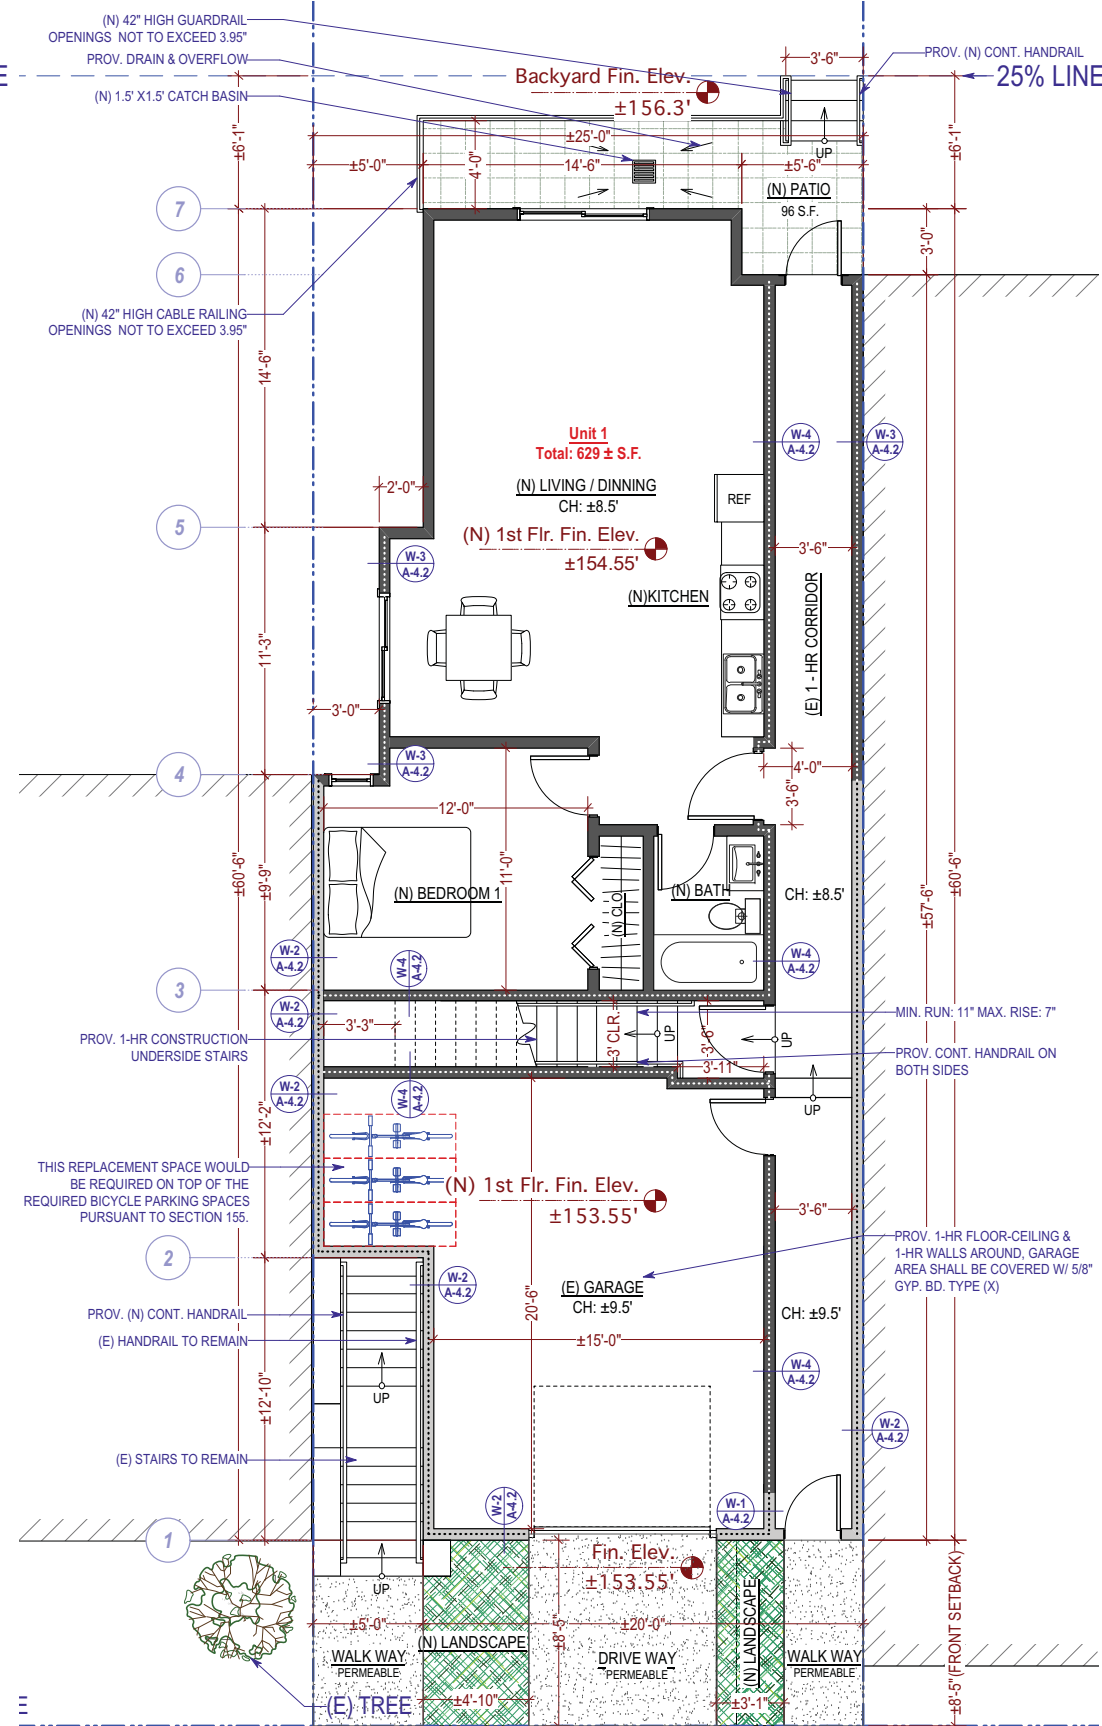 (N) 42" HIGH GUARDRAIL
OPENINGS NOT TO EXCEED 3.95"
PROV. DRAIN & OVERFLOW
(N) 1.5' X1.5' CATCH BASIN
E
Backyard Fin. Elev.
±156.3'
3'-6"
PROV. (N) CONT. HANDRAIL
25% LINE
±6'-1"
±25'-0"
±5'-0"
4'-0"
14'-6"
±5'-6"
UP
(N) PATIO
96 S.F.
±6'-1"
7
6
3'-0"
(N) 42" HIGH CABLE RAILING
OPENINGS NOT TO EXCEED 3.95"
14'-6"
Unit 1
Total: 629 ± S.F.
(N) LIVING / DINNING
CH: ±8.5'
W-4
A-4.2
W-3
A-4.2
2'-0"
REF
5
(N) 1st Flr. Fin. Elev.
±154.55'
3'-6"
W-3
A-4.2
(N)KITCHEN
(E) 1 - HR CORRIDOR
11'-3"
3'-0"
4
W-3
A-4.2
4'-0"
3'-6"
12'-0"
11'-0"
±60'-6"
±9'-9"
(N) BEDROOM 1
(N) CLO
(N) BATH
CH: ±8.5'
±57'-6"
±60'-6"
W-2
A-4.2
W-4
A-4.2
W-4
A-4.2
3
W-2
A-4.2
3'-3"
3' CLR.
UP
3'-6"
3'-11"
UP
MIN. RUN: 11" MAX. RISE: 7"
PROV. 1-HR CONSTRUCTION
UNDERSIDE STAIRS
PROV. CONT. HANDRAIL ON
BOTH SIDES
W-2
A-4.2
W-4
A-4.2
UP
±12'-2"
THIS REPLACEMENT SPACE WOULD
BE REQUIRED ON TOP OF THE
REQUIRED BICYCLE PARKING SPACES
PURSUANT TO SECTION 155.
(N) 1st Flr. Fin. Elev.
±153.55'
3'-6"
PROV. 1-HR FLOOR-CEILING &
1-HR WALLS AROUND, GARAGE
AREA SHALL BE COVERED W/ 5/8"
GYP. BD. TYPE (X)
2
W-2
A-4.2
(E) GARAGE
CH: ±9.5'
20'-6"
CH: ±9.5'
PROV. (N) CONT. HANDRAIL
(E) HANDRAIL TO REMAIN
±15'-0"
W-4
A-4.2
UP
±12'-10"
W-2
A-4.2
(E) STAIRS TO REMAIN
W-2
A-4.2
W-1
A-4.2
1
Fin. Elev.
±153.55'
UP
±5'-0"
±8'-5"
±20'-0"
(N) LANDSCAPE
WALK WAY
PERMEABLE
(N) LANDSCAPE
DRIVE WAY
PERMEABLE
WALK WAY
PERMEABLE
±8'-5"(FRONT SETBACK)
±4'-10"
±3'-1"
E
(E) TREE